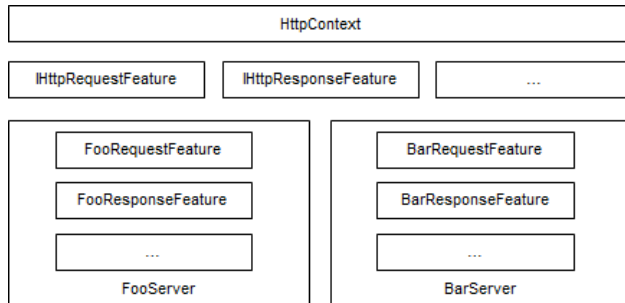 HttpContext
IHttpRequestFeature
IHttpResponseFeature
...
FooRequestFeature
FooResponseFeature
...
FooServer
BarRequestFeature
BarResponseFeature
...
BarServer